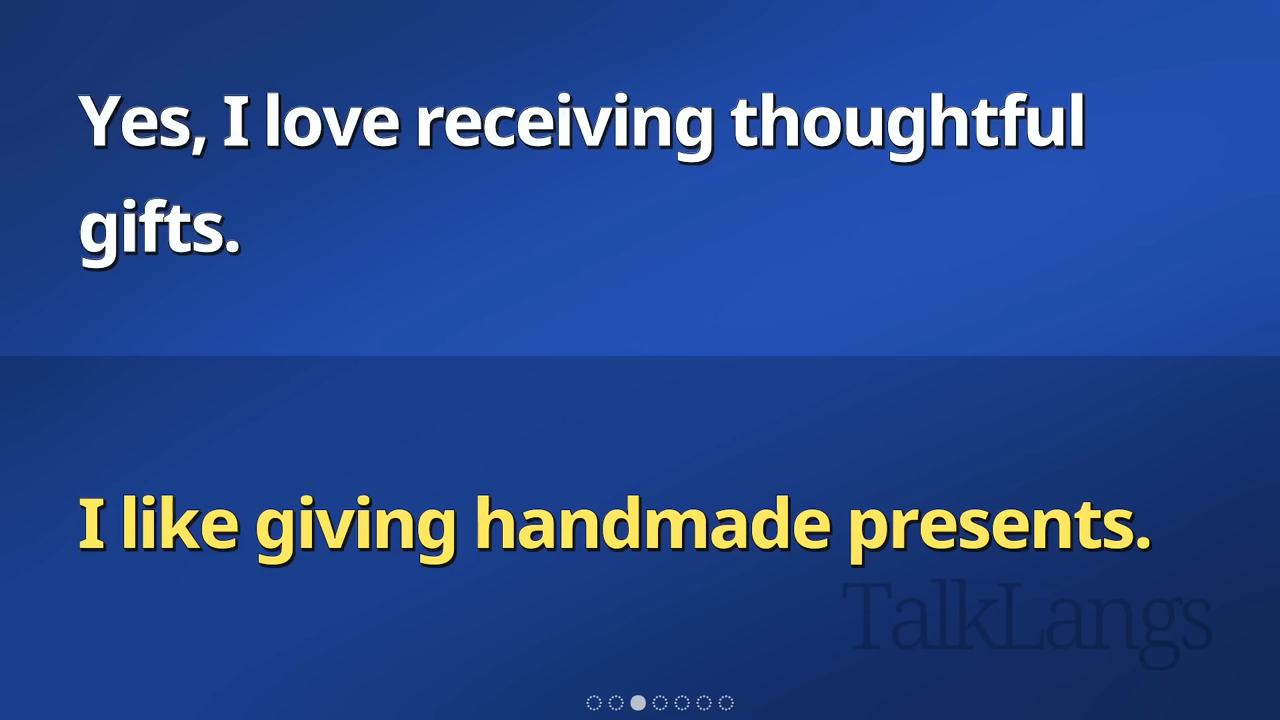 Yes, I love receiving thoughtful
gifts.
I like giving handmade presents.
TalkLangs